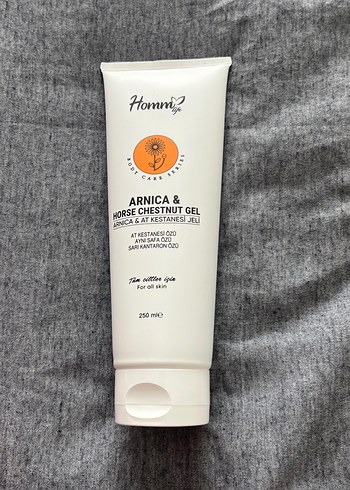 Homm
life
BODY CARE SERIES
ARNICA &
HORSE CHESTNUT GEL
ARNICA & AT KESTANESİ JELİ
AT KESTANESİ ÖZÜ
AYNI SAFA ÖZÜ
SARI KANTARON ÖZÜ
Tüm ciltler için
For all skin
250 ml℮